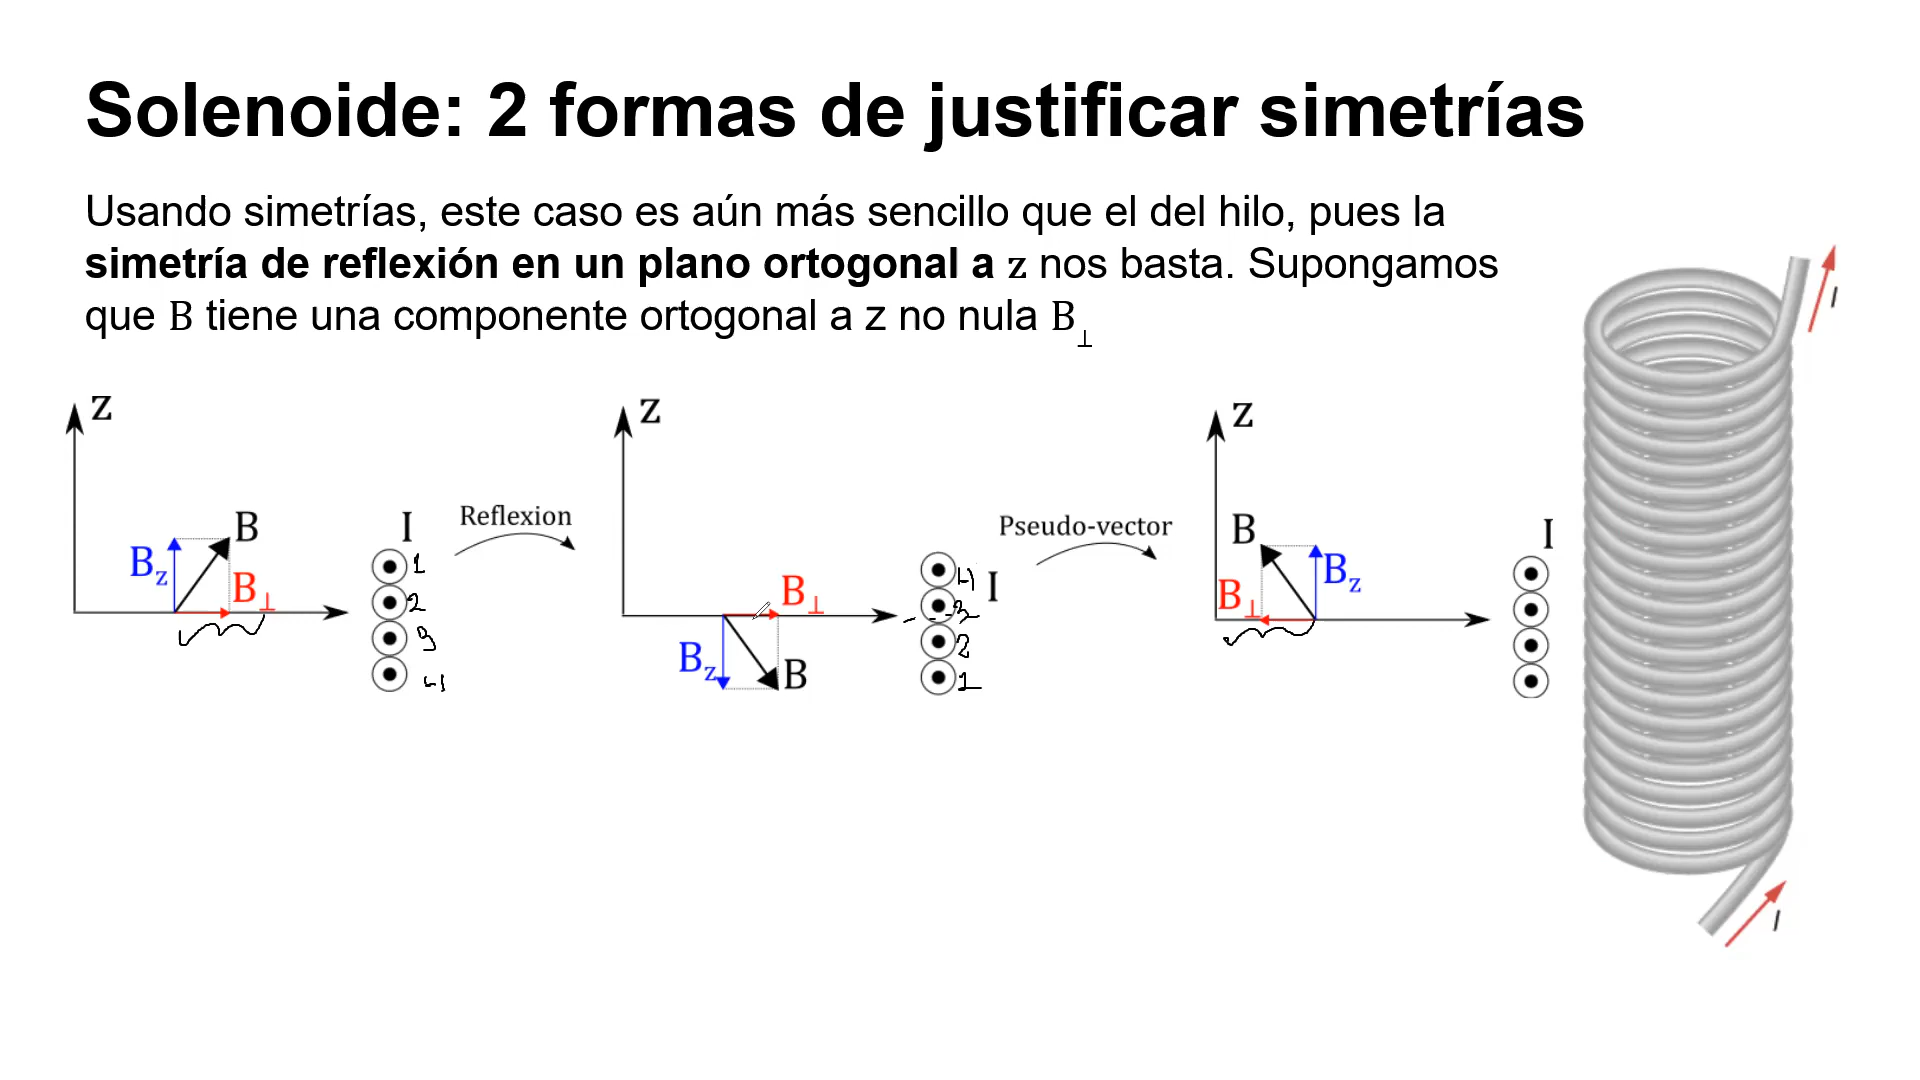 Solenoide: 2 formas de justificar simetrías
Usando simetrías, este caso es aún más sencillo que el del hilo, pues la
simetría de reflexión en un plano ortogonal a z nos basta. Supongamos
que B tiene una componente ortogonal a z no nula B⊥
z
B
Bz
B⊥
I
1
2
3
4
Reflexion
z
B⊥
Bz
B
I
4
3
2
1
Pseudo-vector
z
B
Bz
B⊥
I
I
I